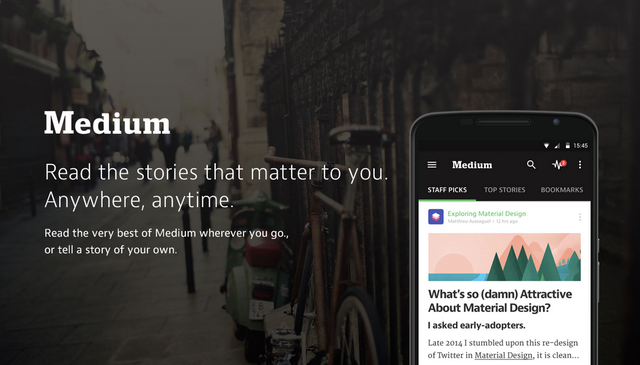 Medium
Read the stories that matter to you.
Anywhere, anytime.
Read the very best of Medium wherever you go.,
or tell a story of your own.
15:45
Medium
STAFF PICKS TOP STORIES BOOKMARKS
Exploring Material Design
12 hrs ago
What's so (damn) Attractive
About Material Design?
I asked early-adopters.
Late 2014 I stumbled upon this re-design
of Twitter in Material Design, it is clean...